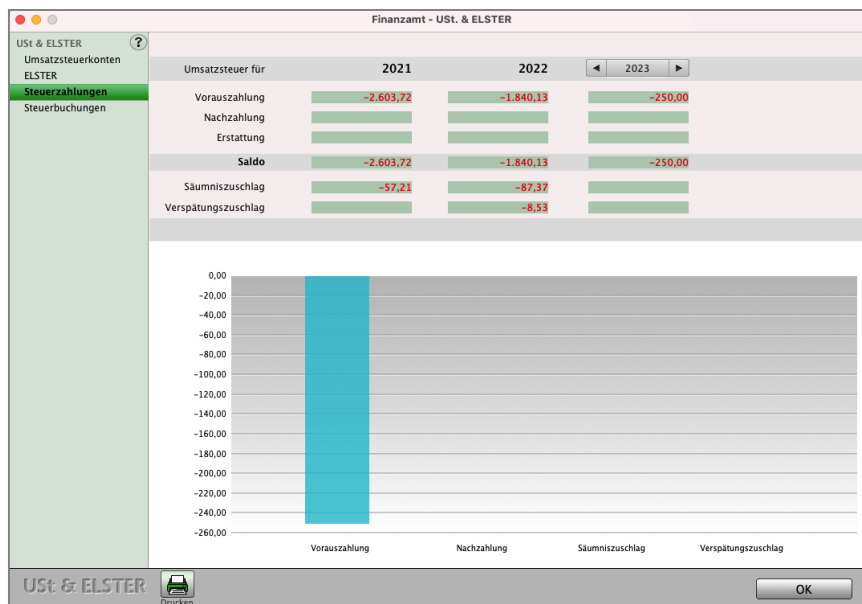 Finanzamt - USt. & ELSTER
USt & ELSTER
?
Umsatzsteuerkonten
ELSTER
Steuerzahlungen
Steuerbuchungen
Umsatzsteuer für 2021 2022 ◀ 2023 ▶
Vorauszahlung -2.603,72 -1.840,13 -250,00
Nachzahlung
Erstattung
Saldo -2.603,72 -1.840,13 -250,00
Säumniszuschlag -57,21 -87,37
Verspätungszuschlag -8,53
0,00
-20,00
-40,00
-60,00
-80,00
-100,00
-120,00
-140,00
-160,00
-180,00
-200,00
-220,00
-240,00
-260,00
Vorauszahlung Nachzahlung Säumniszuschlag Verspätungszuschlag
USt & ELSTER
Drucken
OK